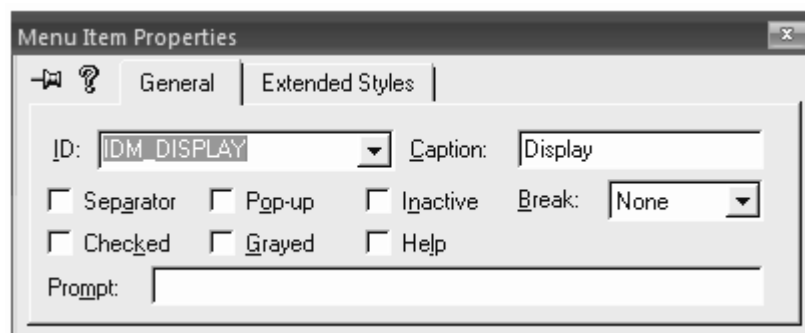 Menu Item Properties
General Extended Styles
ID: IDM_DISPLAY Caption: Display
Separator Pop-up Inactive Break: None
Checked Grayed Help
Prompt: